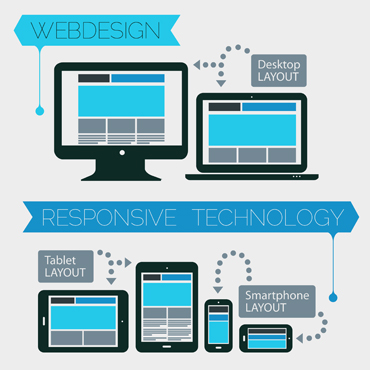 WEBDESIGN
Desktop
LAYOUT
RESPONSIVE TECHNOLOGY
Tablet
LAYOUT
Smartphone
LAYOUT